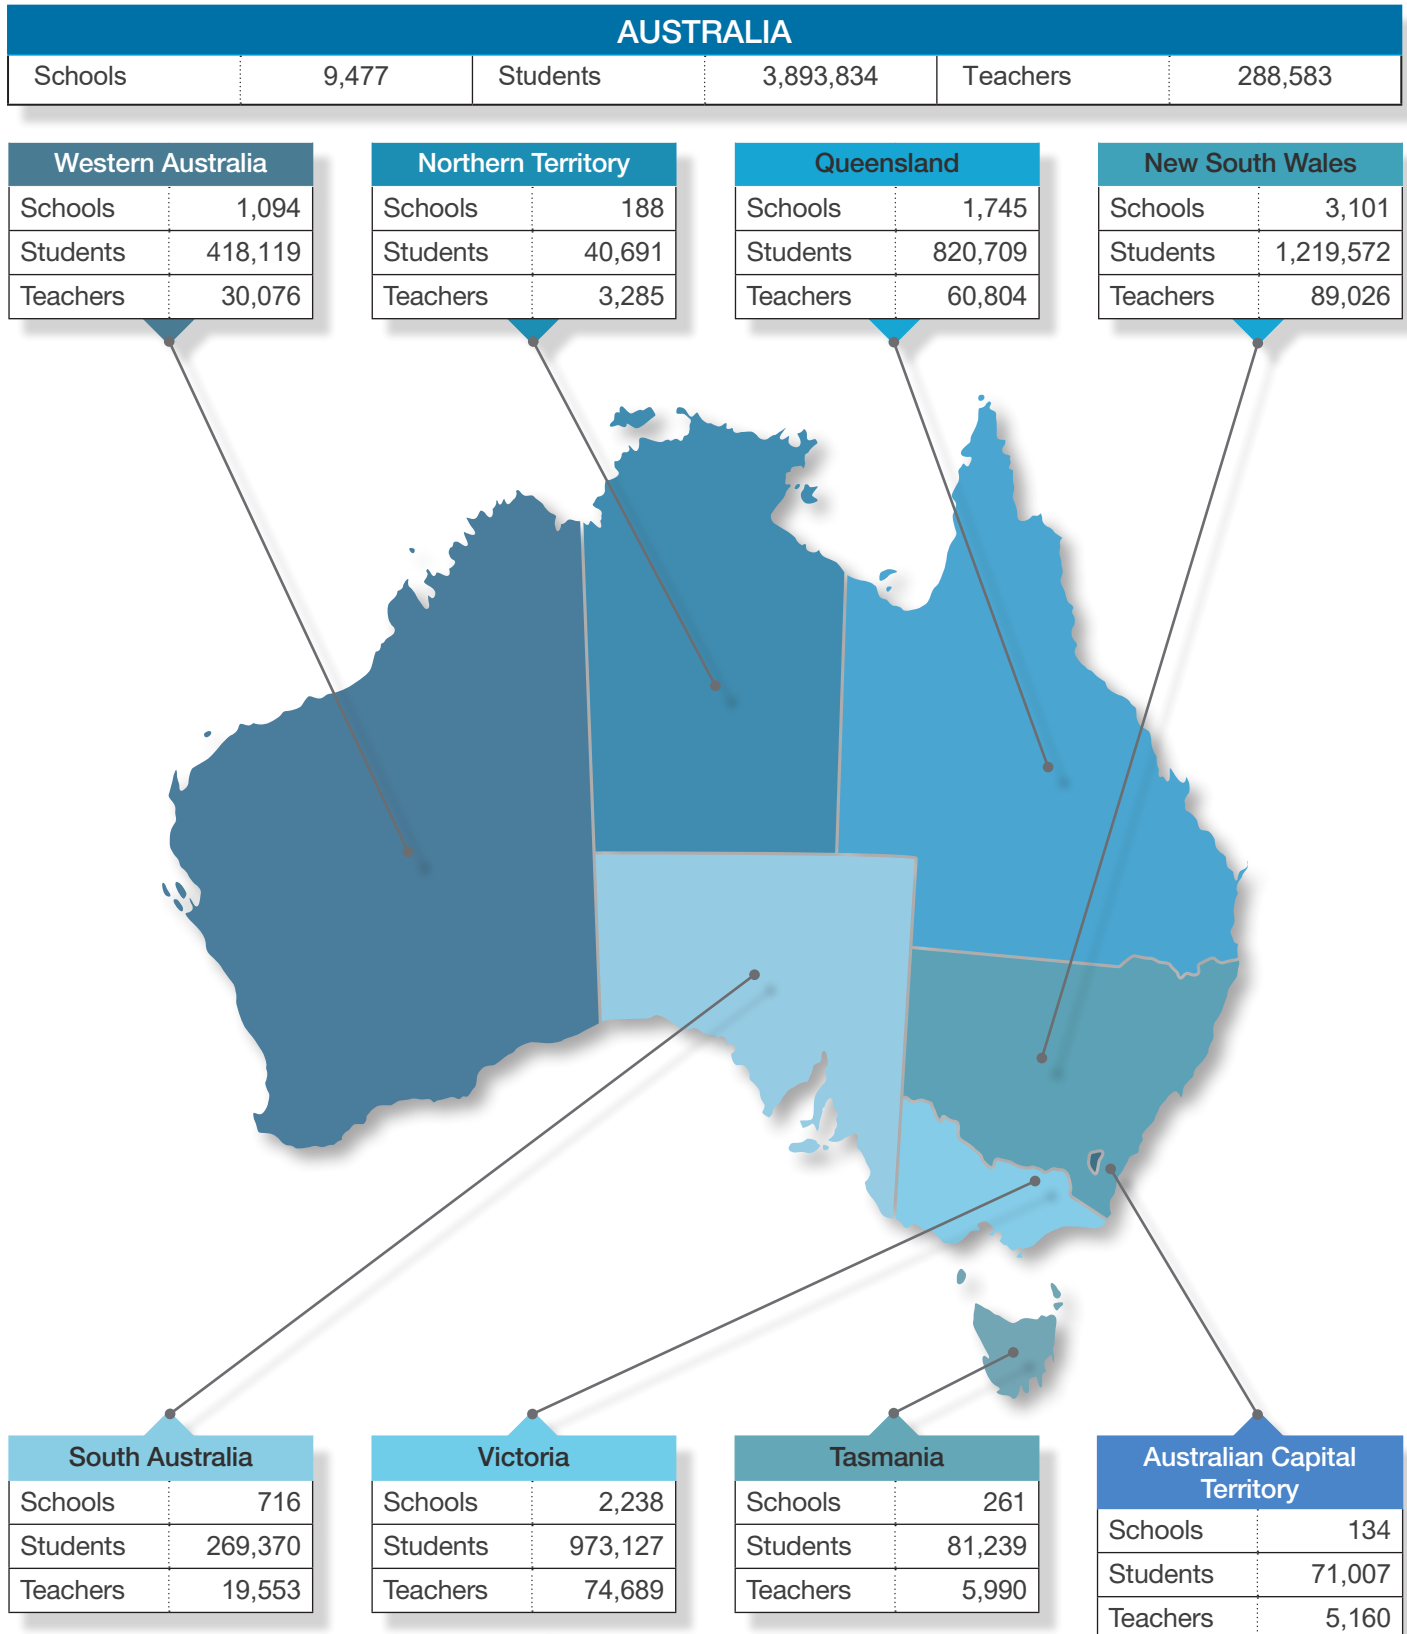 AUSTRALIA
Schools 9,477 Students 3,893,834 Teachers 288,583
Western Australia
Schools 1,094
Students 418,119
Teachers 30,076
Northern Territory
Schools 188
Students 40,691
Teachers 3,285
Queensland
Schools 1,745
Students 820,709
Teachers 60,804
New South Wales
Schools 3,101
Students 1,219,572
Teachers 89,026
South Australia
Schools 716
Students 269,370
Teachers 19,553
Victoria
Schools 2,238
Students 973,127
Teachers 74,689
Tasmania
Schools 261
Students 81,239
Teachers 5,990
Australian Capital
Territory
Schools 134
Students 71,007
Teachers 5,160